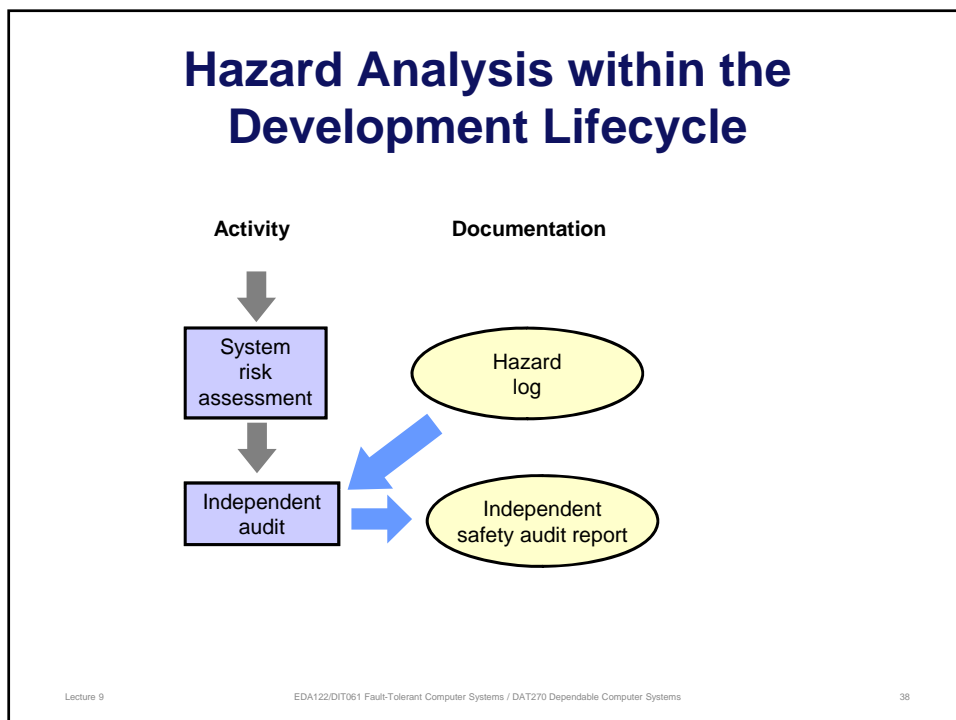 Hazard Analysis within the
Development Lifecycle
Activity
Documentation
System
risk
assessment
Hazard
log
Independent
audit
Independent
safety audit report
Lecture 9
EDA122/DIT061 Fault-Tolerant Computer Systems / DAT270 Dependable Computer Systems
38